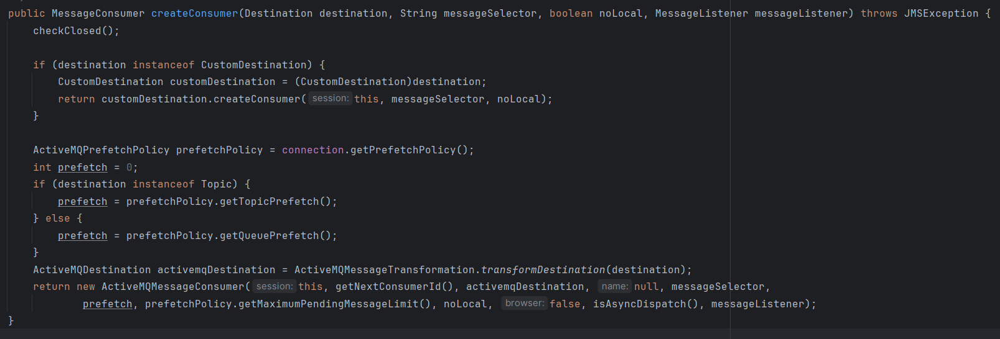 public MessageConsumer createConsumer(Destination destination, String messageSelector, boolean noLocal, MessageListener messageListener) throws JMSException {
    checkClosed();

    if (destination instanceof CustomDestination) {
        CustomDestination customDestination = (CustomDestination)destination;
        return customDestination.createConsumer( session: this, messageSelector, noLocal);
    }

    ActiveMQPrefetchPolicy prefetchPolicy = connection.getPrefetchPolicy();
    int prefetch = 0;
    if (destination instanceof Topic) {
        prefetch = prefetchPolicy.getTopicPrefetch();
    } else {
        prefetch = prefetchPolicy.getQueuePrefetch();
    }
    ActiveMQDestination activemqDestination = ActiveMQMessageTransformation.transformDestination(destination);
    return new ActiveMQMessageConsumer( session: this, getNextConsumerId(), activemqDestination, name: null, messageSelector,
            prefetch, prefetchPolicy.getMaximumPendingMessageLimit(), noLocal, browser: false, isAsyncDispatch(), messageListener);
}